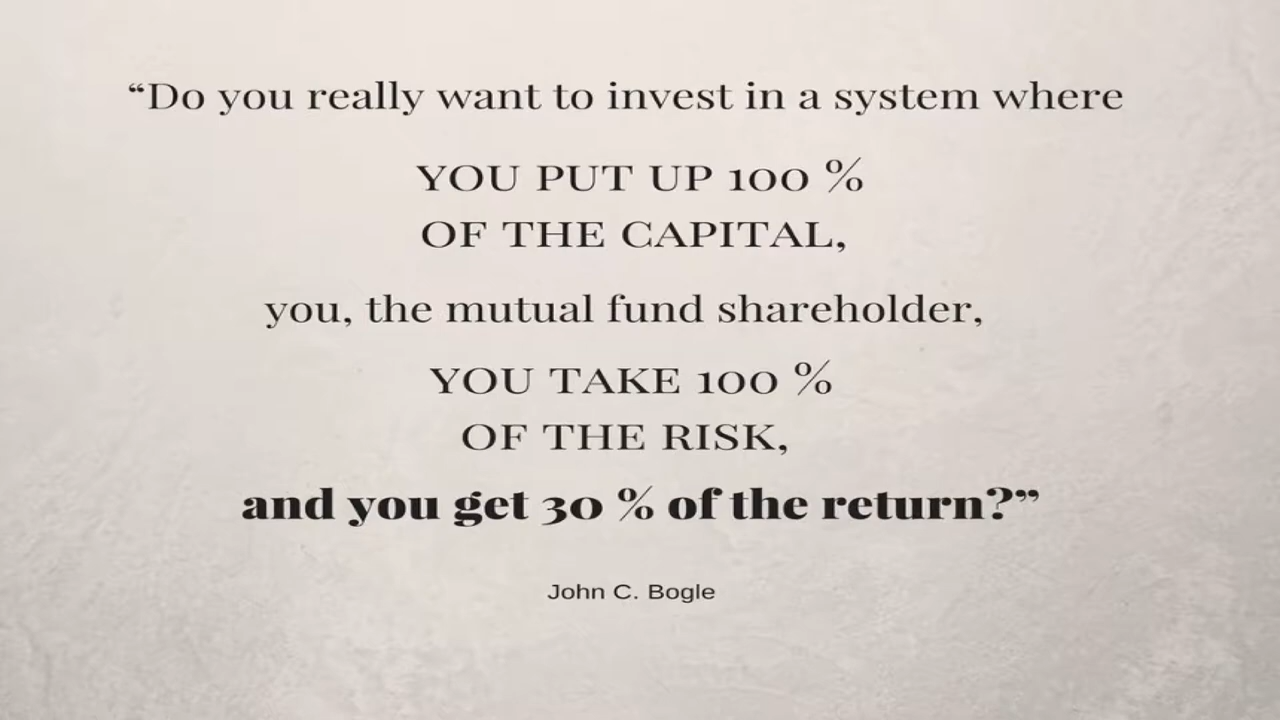 “Do you really want to invest in a system where
YOU PUT UP 100 %
OF THE CAPITAL,
you, the mutual fund shareholder,
YOU TAKE 100 %
OF THE RISK,
and you get 30 % of the return?”
John C. Bogle